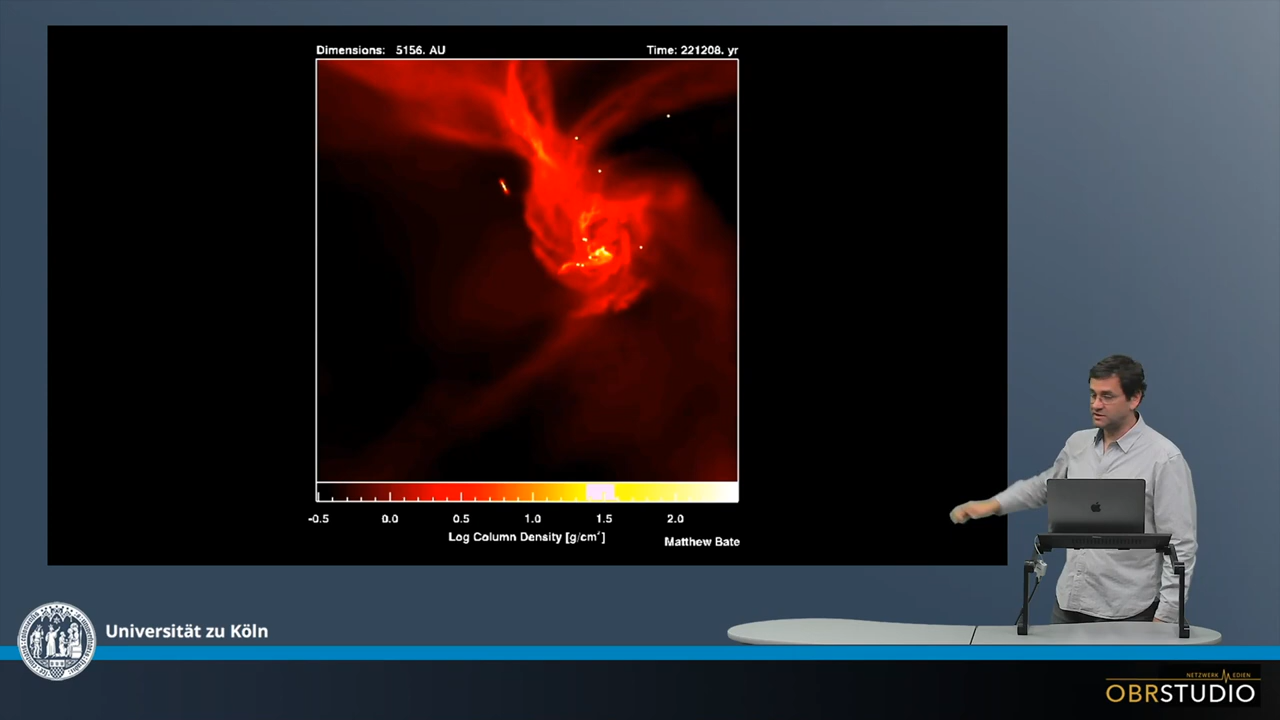 Dimensions: 5156. AU
Time: 221208. yr
-0.5 0.0 0.5 1.0 1.5 2.0
Log Column Density [g/cm²]
Matthew Bate
Universität zu Köln
NETZWERK MEDIEN
OBRSTUDIO